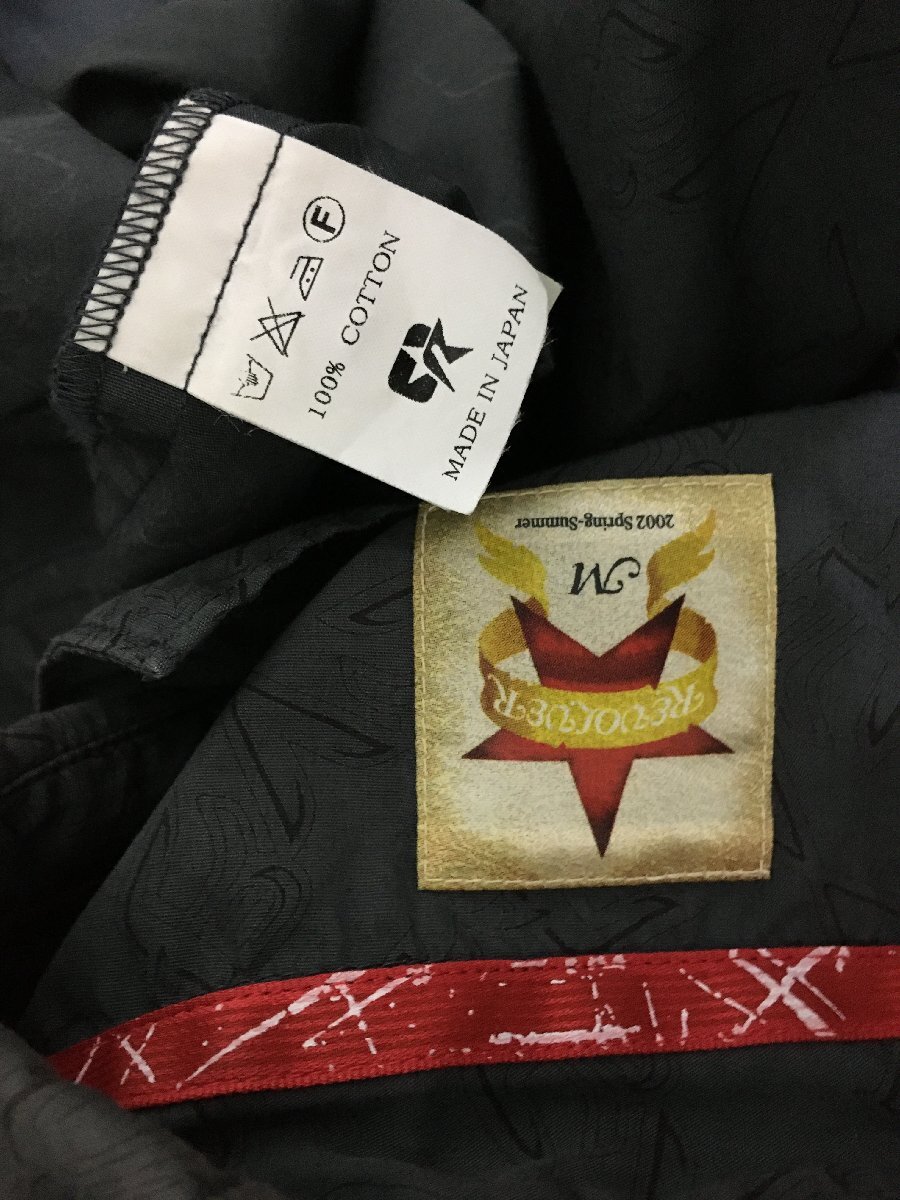 F
100% COTTON
MADE IN JAPAN
2002 Spring-Summer
M
REVOLVER